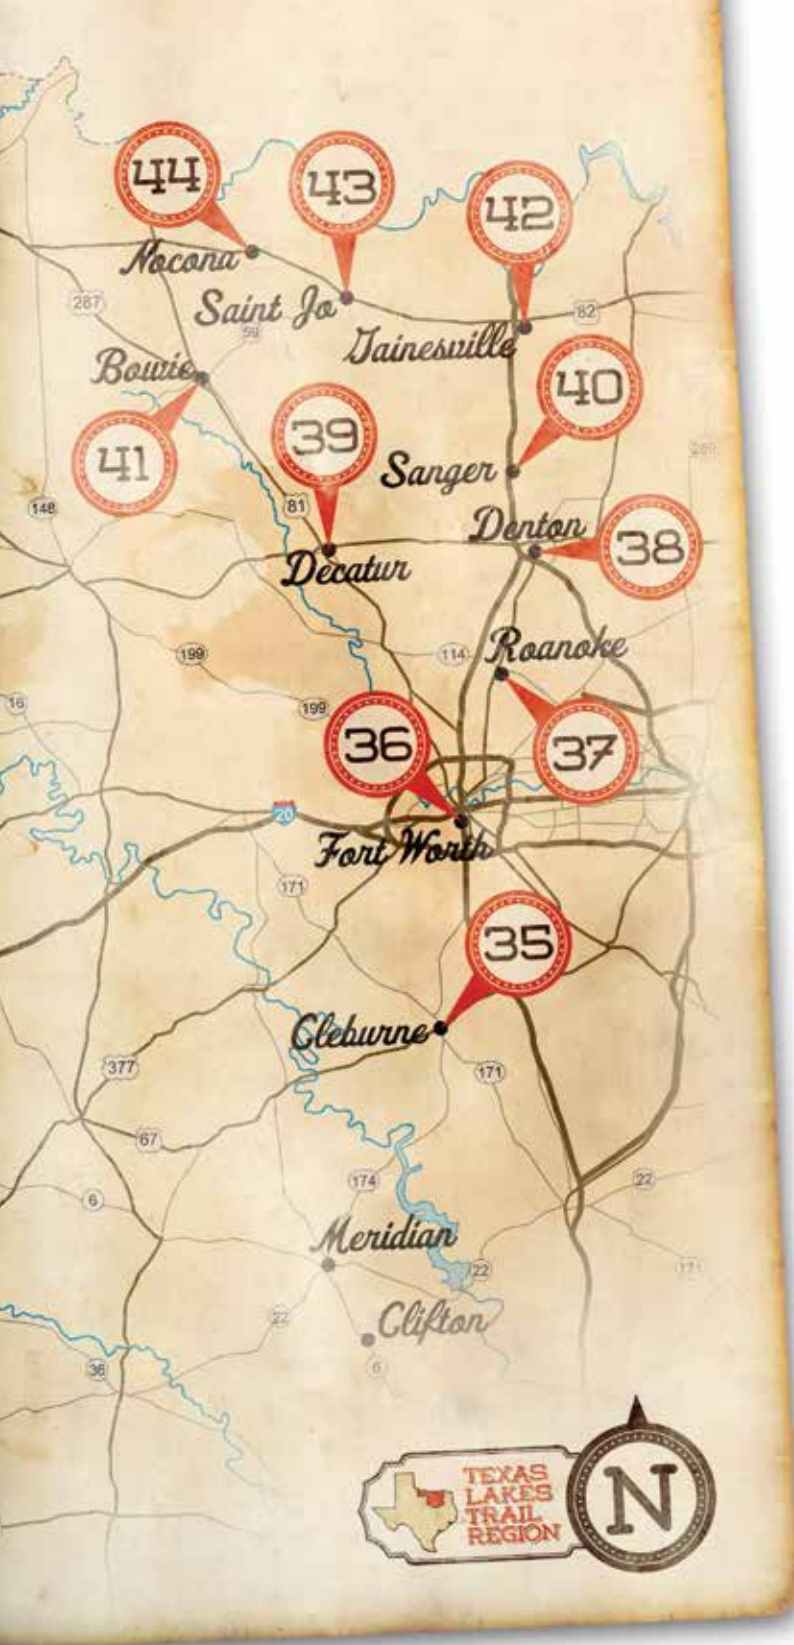 44
43
42
Nocona
287
Saint Jo
82
59
Gainesville
Bowie
40
39
41
Sanger
289
81
148
Denton
38
Decatur
Roanoke
114
199
199
16
36
37
20
Fort Worth
171
35
Cleburne
377
171
67
174
22
6
Meridian
22
171
22
Clifton
6
36
TEXAS
LAKES
TRAIL
REGION
N